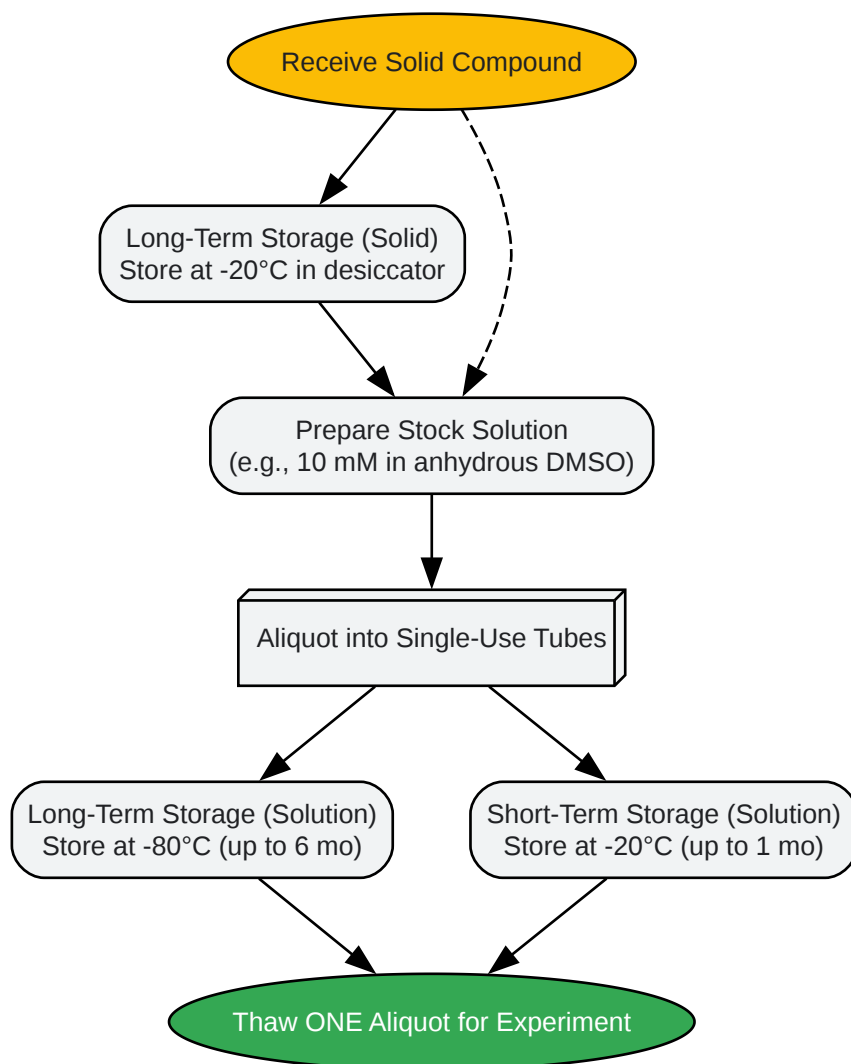 Receive Solid Compound
Long-Term Storage (Solid)
Store at -20°C in desiccator
Prepare Stock Solution
(e.g., 10 mM in anhydrous DMSO)
Aliquot into Single-Use Tubes
Long-Term Storage (Solution)
Store at -80°C (up to 6 mo)
Short-Term Storage (Solution)
Store at -20°C (up to 1 mo)
Thaw ONE Aliquot for Experiment